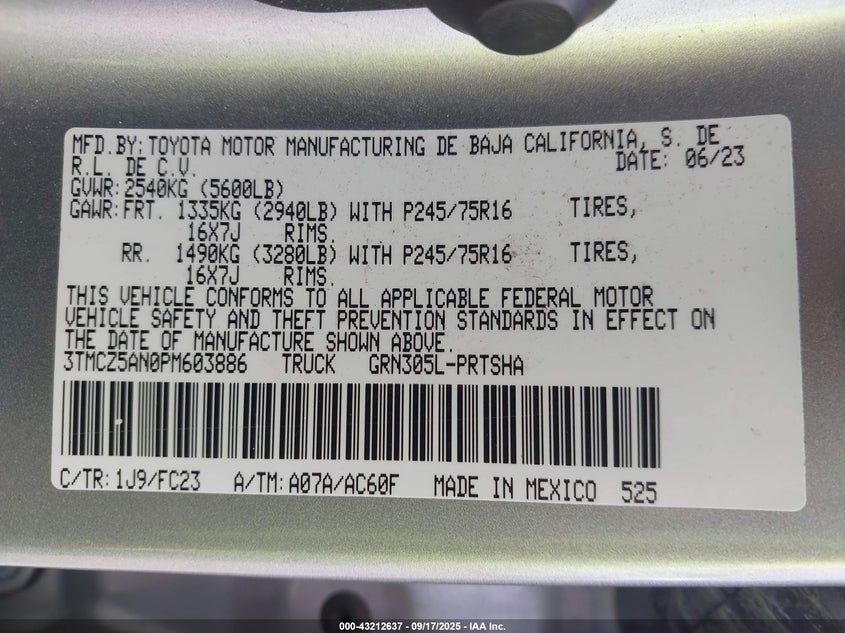 MFD. BY: TOYOTA MOTOR MANUFACTURING DE BAJA CALIFORNIA, S. DE
R.L. DE C.V. DATE: 06/23
GVWR: 2540KG (5600LB)
GAWR: FRT. 1335KG (2940LB) WITH P245/75R16 TIRES,
16X7J RIMS.
RR. 1490KG (3280LB) WITH P245/75R16 TIRES,
16X7J RIMS.
THIS VEHICLE CONFORMS TO ALL APPLICABLE FEDERAL MOTOR
VEHICLE SAFETY AND THEFT PREVENTION STANDARDS IN EFFECT ON
THE DATE OF MANUFACTURE SHOWN ABOVE.
3TMCZ5AN0PM603886 TRUCK GRN305L-PRTSHA
C/TR: 1J9/FC23 A/TM: A07A/AC60F MADE IN MEXICO 525
000-43212637 - 09/17/2025 - IAA Inc.